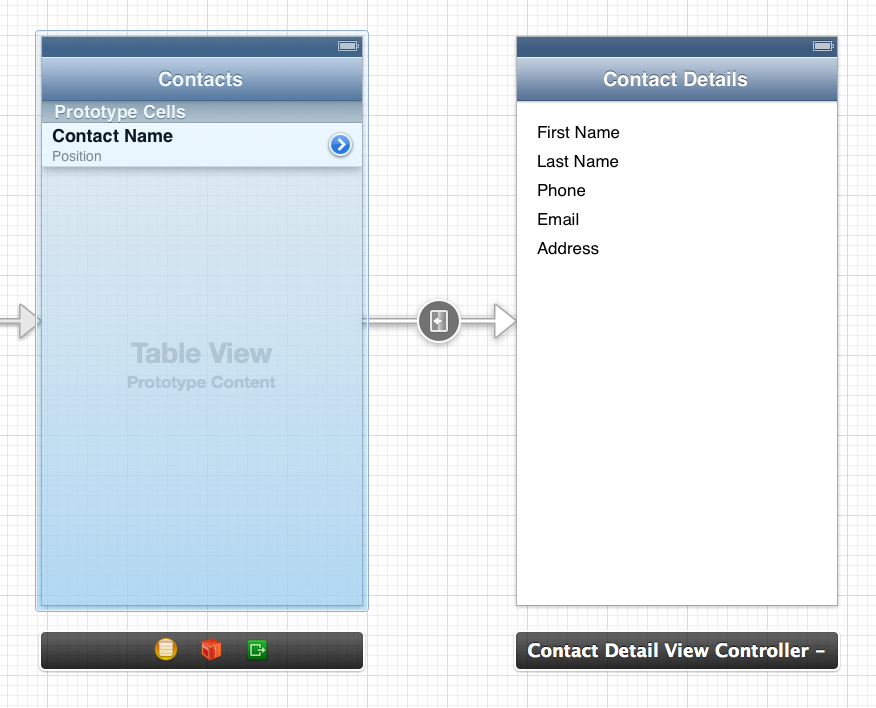 Contacts
Prototype Cells
Contact Name
Position
Table View
Prototype Content
Contact Details
First Name
Last Name
Phone
Email
Address
Contact Detail View Controller –